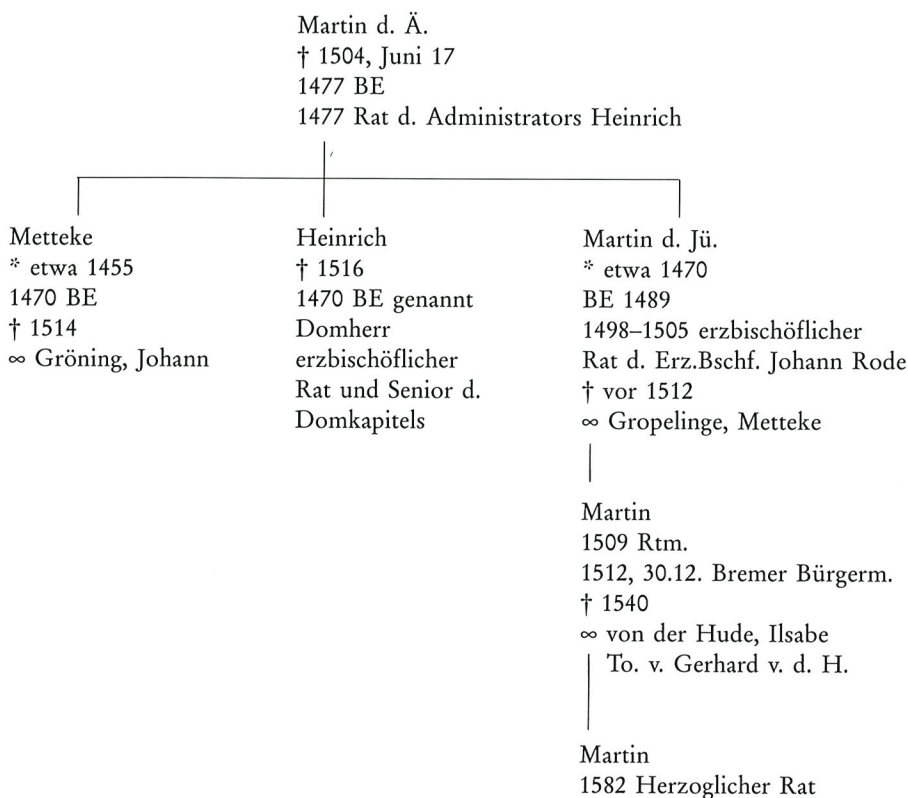 Martin d. Ä.
† 1504, Juni 17
1477 BE
1477 Rat d. Administrators Heinrich
Metteke
* etwa 1455
1470 BE
† 1514
∞ Gröning, Johann
Heinrich
† 1516
1470 BE genannt
Domherr
erzbischöflicher
Rat und Senior d.
Domkapitels
Martin d. Jü.
* etwa 1470
BE 1489
1498–1505 erzbischöflicher
Rat d. Erz.Bschf. Johann Rode
† vor 1512
∞ Gropelinge, Metteke
Martin
1509 Rtm.
1512, 30.12. Bremer Bürgerm.
† 1540
∞ von der Hude, Ilsabe
To. v. Gerhard v. d. H.
Martin
1582 Herzoglicher Rat